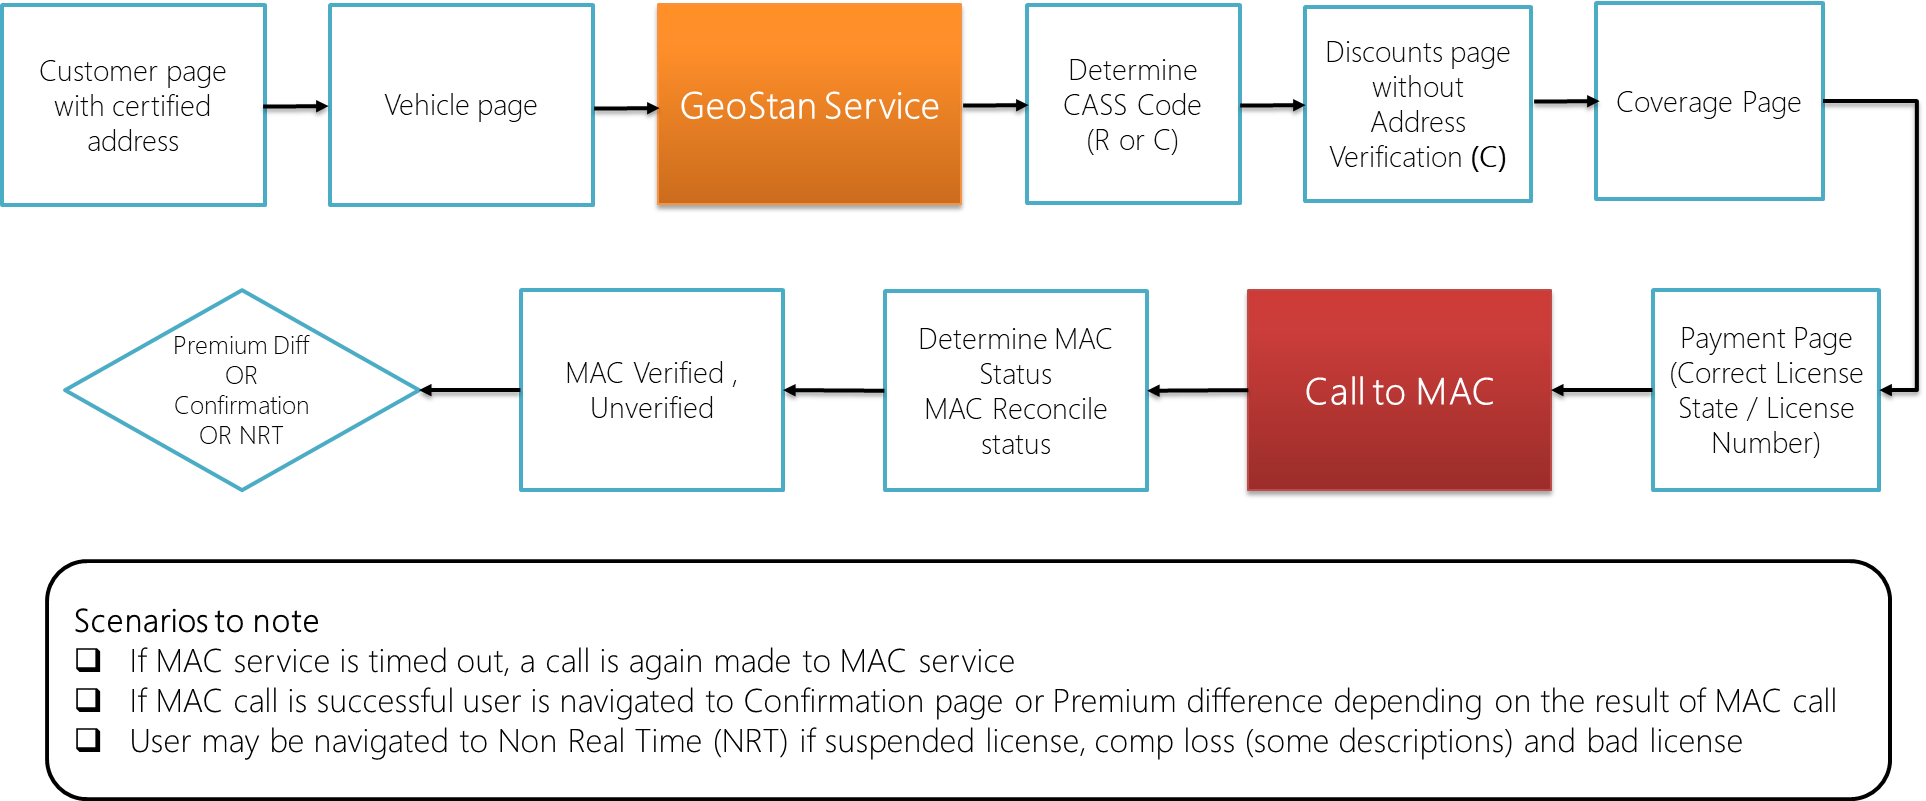 Customer page
with certified
address
Vehicle page
GeoStan Service
Determine
CASS Code
(R or C)
Discounts page
without
Address
Verification (C)
Coverage Page
Premium Diff
OR
Confirmation
OR NRT
MAC Verified ,
Unverified
Determine MAC
Status
MAC Reconcile
status
Call to MAC
Payment Page
(Correct License
State / License
Number)
Scenarios to note
❑ If MAC service is timed out, a call is again made to MAC service
❑ If MAC call is successful user is navigated to Confirmation page or Premium difference depending on the result of MAC call
❑ User may be navigated to Non Real Time (NRT) if suspended license, comp loss (some descriptions) and bad license